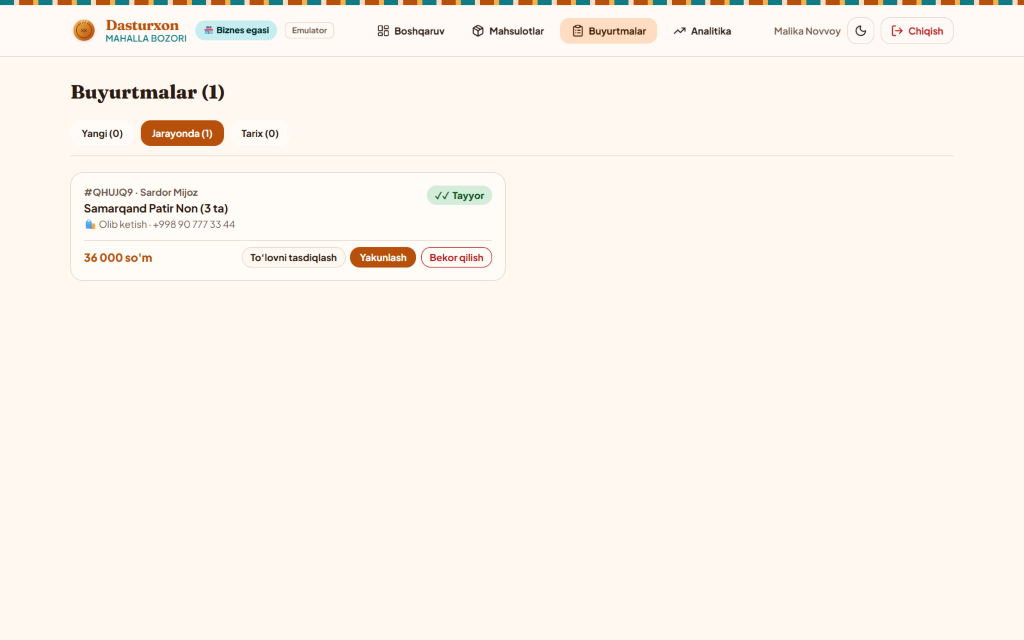 Dasturxon
MAHALLA BOZORI
Biznes egasi
Emulator
Boshqaruv
Mahsulotlar
Buyurtmalar
Analitika
Malika Novvoy
Chiqish
Buyurtmalar (1)
Yangi (0)
Jarayonda (1)
Tarix (0)
#QHUJQ9 · Sardor Mijoz
✓✓ Tayyor
Samarqand Patir Non (3 ta)
🛍️ Olib ketish · +998 90 777 33 44
36 000 so'm
To'lovni tasdiqlash
Yakunlash
Bekor qilish